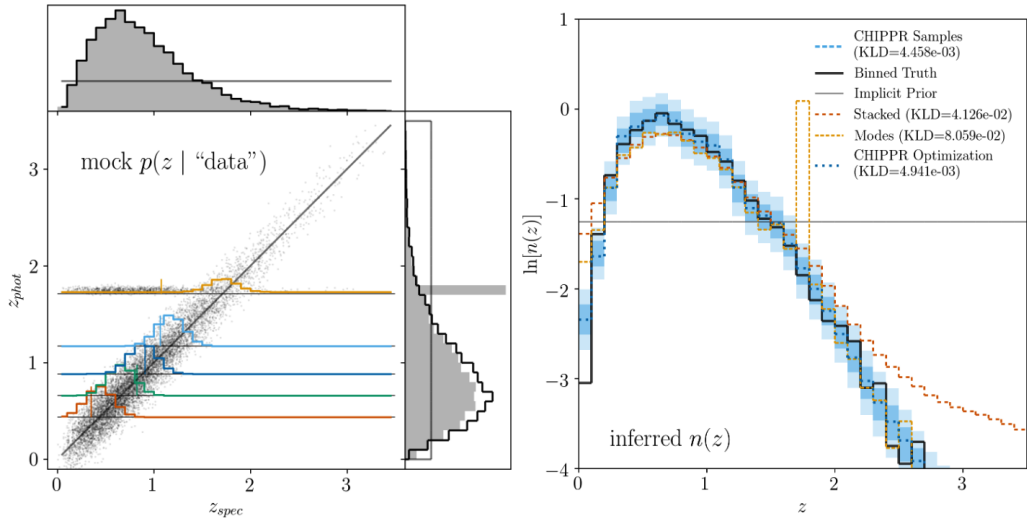 mock p(z | “data”)
3
2
1
0
z_phot
0
1
2
3
z_spec
1
0
−1
−2
−3
−4
ln[n(z)]
CHIPPR Samples
(KLD=4.458e-03)
Binned Truth
Implicit Prior
Stacked (KLD=4.126e-02)
Modes (KLD=8.059e-02)
CHIPPR Optimization
(KLD=4.941e-03)
inferred n(z)
0
1
2
3
z